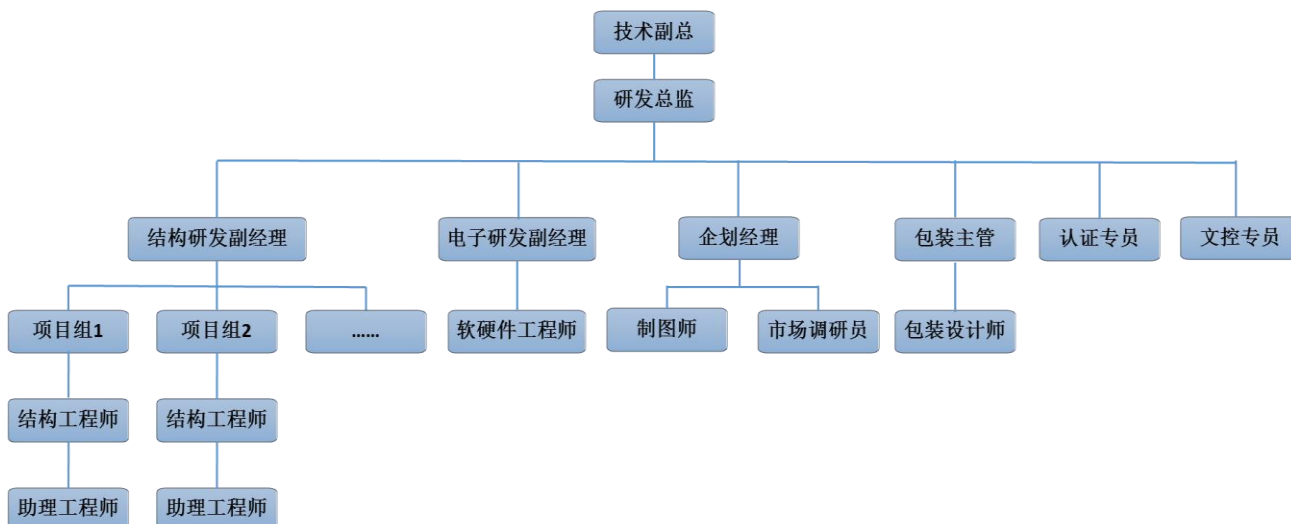 技术副总
研发总监
结构研发副经理
电子研发副经理
企划经理
包装主管
认证专员
文控专员
项目组1
项目组2
......
软硬件工程师
制图师
市场调研员
包装设计师
结构工程师
结构工程师
助理工程师
助理工程师